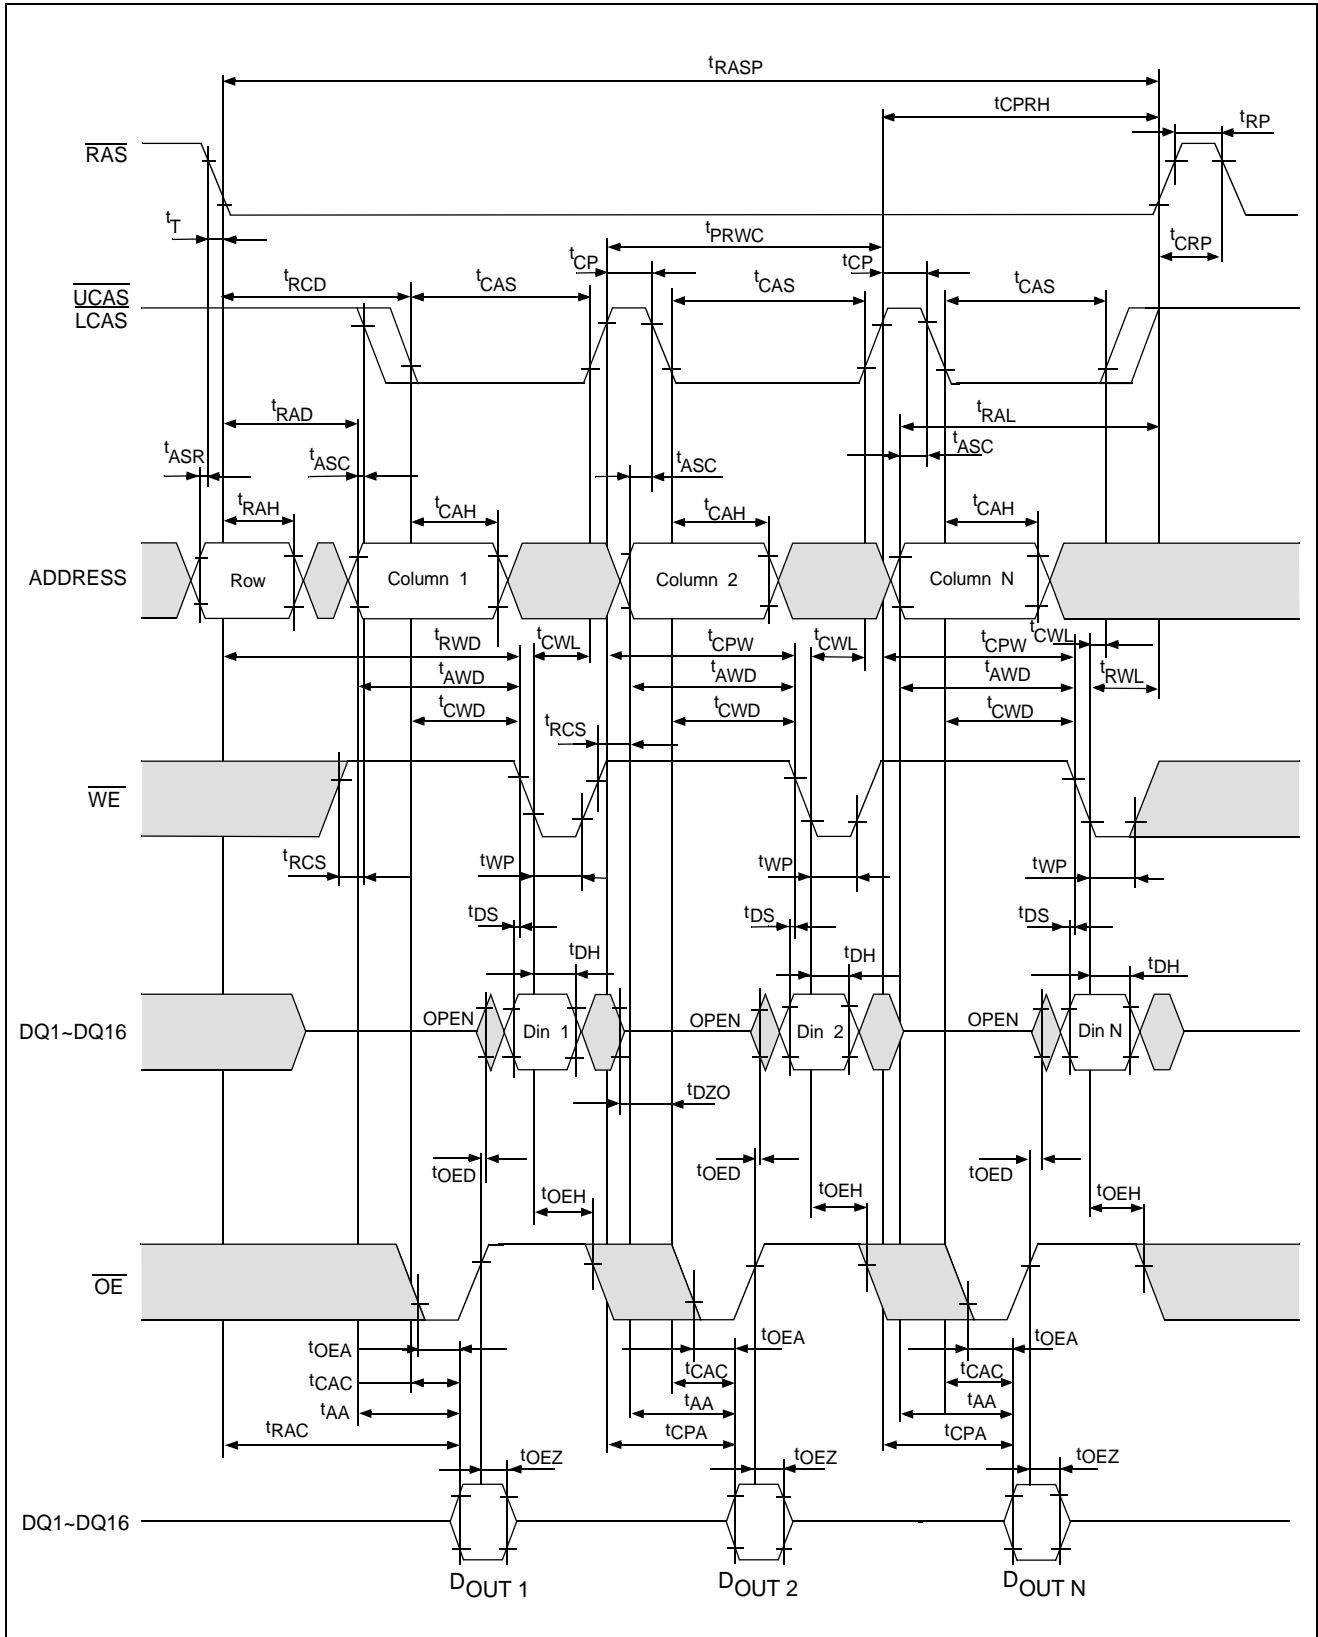 tRASP
tCPRH
tRP
RAS
tT
tPRWC
tCRP
tCP
tCP
tRCD
tCAS
tCAS
tCAS
UCAS
LCAS
tRAD
tRAL
tASR
tASC
tASC
tASC
tRAH
tCAH
tCAH
tCAH
ADDRESS
Row
Column 1
Column 2
Column N
tRWD
tCWL
tCPW
tCWL
tCPW
tCWL
tAWD
tAWD
tAWD
tRWL
tCWD
tRCS
tCWD
tCWD
WE
tRCS
tWP
tWP
tWP
tDS
tDS
tDS
tDH
tDH
tDH
DQ1~DQ16
OPEN
Din 1
OPEN
Din 2
OPEN
Din N
tDZO
tOED
tOED
tOED
tOEH
tOEH
tOEH
OE
tOEA
tOEA
tOEA
tCAC
tCAC
tCAC
tAA
tAA
tAA
tRAC
tCPA
tCPA
tOEZ
tOEZ
tOEZ
DQ1~DQ16
DOUT 1
DOUT 2
DOUT N